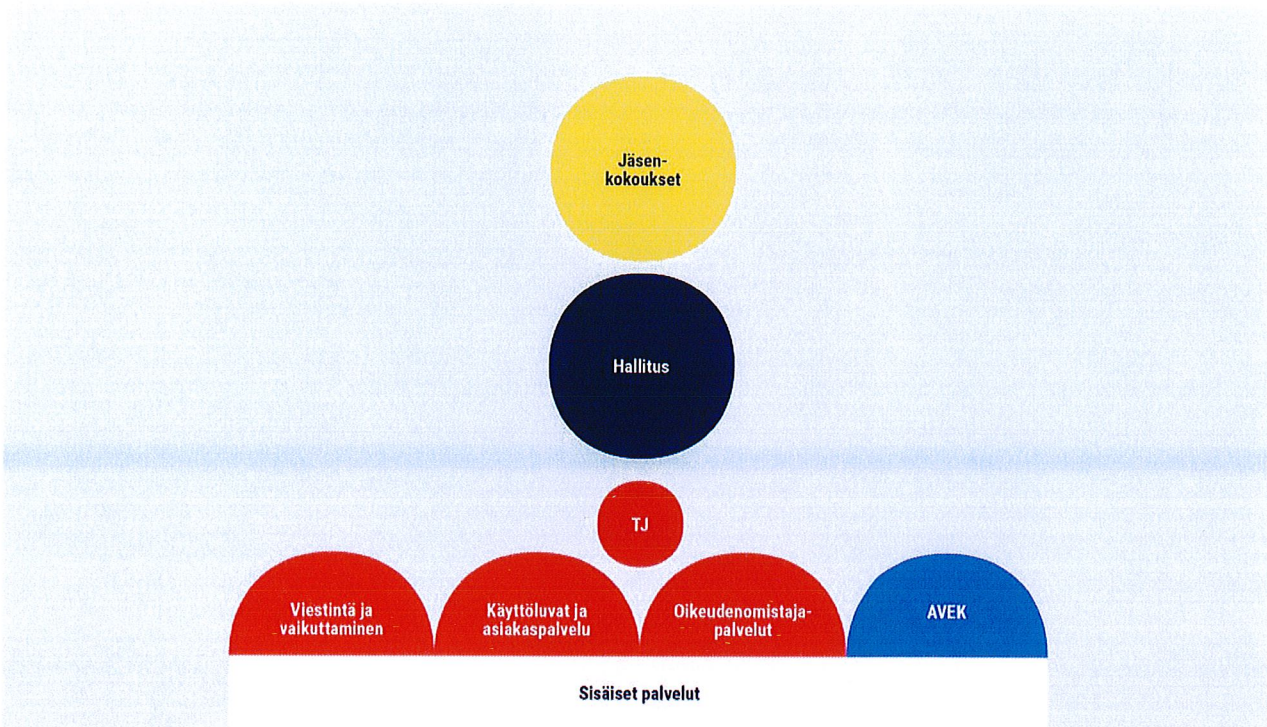 Jäsen-
kokoukset
Hallitus
TJ
Viestintä ja
vaikuttaminen
Käyttöluvat ja
asiakaspalvelu
Oikeudenomistaja-
palvelut
AVEK
Sisäiset palvelut